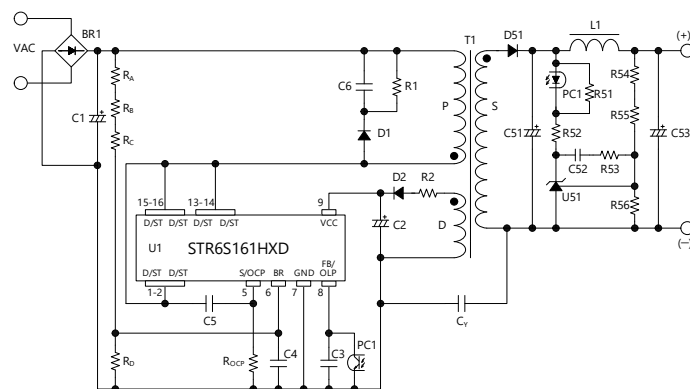 VAC
BR1
C1
RA
RB
RC
RD
C6
R1
D1
T1
P
S
D
D51
L1
(+)
(-)
PC1
R51
R52
R53
R54
R55
R56
C51
C52
C53
U51
D2
R2
C2
15-16
13-14
9
D/ST D/ST
D/ST D/ST
VCC
U1
STR6S161HXD
D/ST D/ST
S/OCP
BR
GND
FB/
OLP
1-2
5
6
7
8
C5
ROCP
C4
C3
PC1
CY